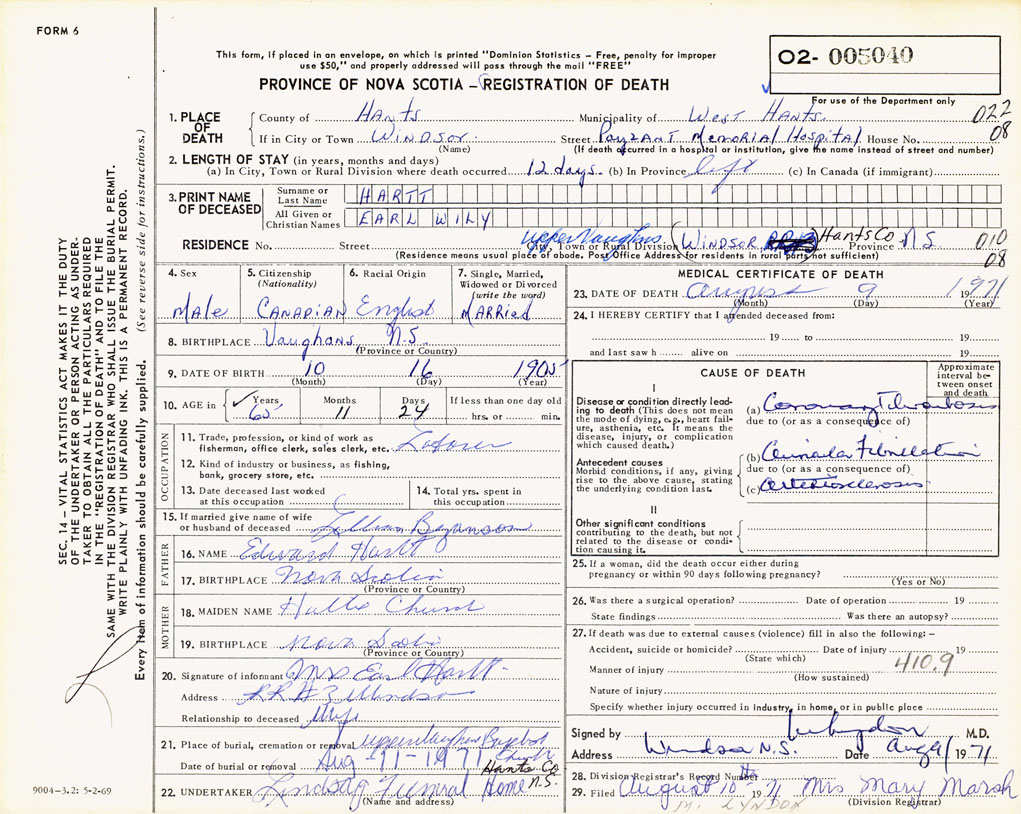 FORM 6
This form, if placed in an envelope, on which is printed "Dominion Statistics – Free, penalty for improper
use $50," and properly addressed will pass through the mail "FREE"
O2- 005040
PROVINCE OF NOVA SCOTIA – REGISTRATION OF DEATH
For use of the Department only
1. PLACE OF DEATH { County of Hants Municipality of West Hants. 022
If in City or Town Windsor. Street Payzant Memorial Hospital House No. 08
(Name) (If death occurred in a hospital or institution, give the name instead of street and number)
2. LENGTH OF STAY (in years, months and days)
(a) In City, Town or Rural Division where death occurred 12 days. (b) In Province life (c) In Canada (if immigrant)
3. PRINT NAME OF DECEASED { Surname or Last Name HARTT
All Given or Christian Names EARL WILY
Upper Vaughans
RESIDENCE No. Street City, Town or Rural Division Windsor Hants Co Province N.S. 010
(Residence means usual place of abode. Post Office Address for residents in rural parts not sufficient) 08
SEC. 14 – VITAL STATISTICS ACT MAKES IT THE DUTY
OF THE UNDERTAKER OR PERSON ACTING AS UNDER-
TAKER TO OBTAIN ALL THE PARTICULARS REQUIRED
IN THE "REGISTRATION OF DEATH" AND TO FILE THE
SAME WITH THE DIVISION REGISTRAR WHO SHALL ISSUE THE BURIAL PERMIT.
WRITE PLAINLY WITH UNFADING INK. THIS IS A PERMANENT RECORD.
Every item of information should be carefully supplied. (See reverse side for instructions.)
4. Sex
Male
5. Citizenship
(Nationality)
Canadian
6. Racial Origin
English
7. Single, Married,
Widowed or Divorced
(write the word)
Married
8. BIRTHPLACE Vaughans N.S.
(Province or Country)
9. DATE OF BIRTH 10 16 1905
(Month) (Day) (Year)
10. AGE in { Years Months Days If less than one day old
65 11 24 hrs. or min.
OCCUPATION
11. Trade, profession, or kind of work as
fisherman, office clerk, sales clerk, etc.
12. Kind of industry or business, as fishing,
bank, grocery store, etc.
13. Date deceased last worked
at this occupation
14. Total yrs. spent in
this occupation
15. If married give name of wife
or husband of deceased Lillian Bezanson
FATHER
16. NAME Edward Hartt
17. BIRTHPLACE Nova Scotia
(Province or Country)
MOTHER
18. MAIDEN NAME Church
19. BIRTHPLACE Nova Scotia
(Province or Country)
20. Signature of informant Mrs Earl Hartt
Address R R # 2 Windsor
Relationship to deceased Wife
21. Place of burial, cremation or removal Upper Vaughans Baptist
Date of burial or removal Aug – 11 – 1971 Hants Co
N.S.
22. UNDERTAKER Lindsay Funeral Home
(Name and address)
9004-3.2: 5-2-69
MEDICAL CERTIFICATE OF DEATH
23. DATE OF DEATH August 9 1971
(Month) (Day) (Year)
24. I HEREBY CERTIFY that I attended deceased from:
19 to 19
and last saw h alive on 19
CAUSE OF DEATH
Approximate
interval be-
tween onset
and death
I
Disease or condition directly lead-
ing to death (This does not mean
the mode of dying, e.g., heart fail-
ure, asthenia, etc. It means the
disease, injury, or complication
which caused death.)
(a) Coronary Thrombosis
due to (or as a consequence of)
Antecedent causes
Morbid conditions, if any, giving
rise to the above cause, stating
the underlying condition last.
(b) Auricular Fibrillation
due to (or as a consequence of)
(c) Arteriosclerosis
II
Other significant conditions
contributing to the death, but not
related to the disease or condi-
tion causing it.
25. If a woman, did the death occur either during
pregnancy or within 90 days following pregnancy?
(Yes or No)
26. Was there a surgical operation? Date of operation 19
State findings Was there an autopsy?
27. If death was due to external causes (violence) fill in also the following:–
Accident, suicide or homicide? Date of injury 19
(State which)
410.9
Manner of injury
(How sustained)
Nature of injury
Specify whether injury occurred in industry, in home, or in public place
Signed by M.D.
Address Windsor N.S. Date Aug 9/ 1971
28. Division Registrar's Record Number
29. Filed August 10th 1971 Mrs Mary Marsh
(Division Registrar)
M. LYNDON